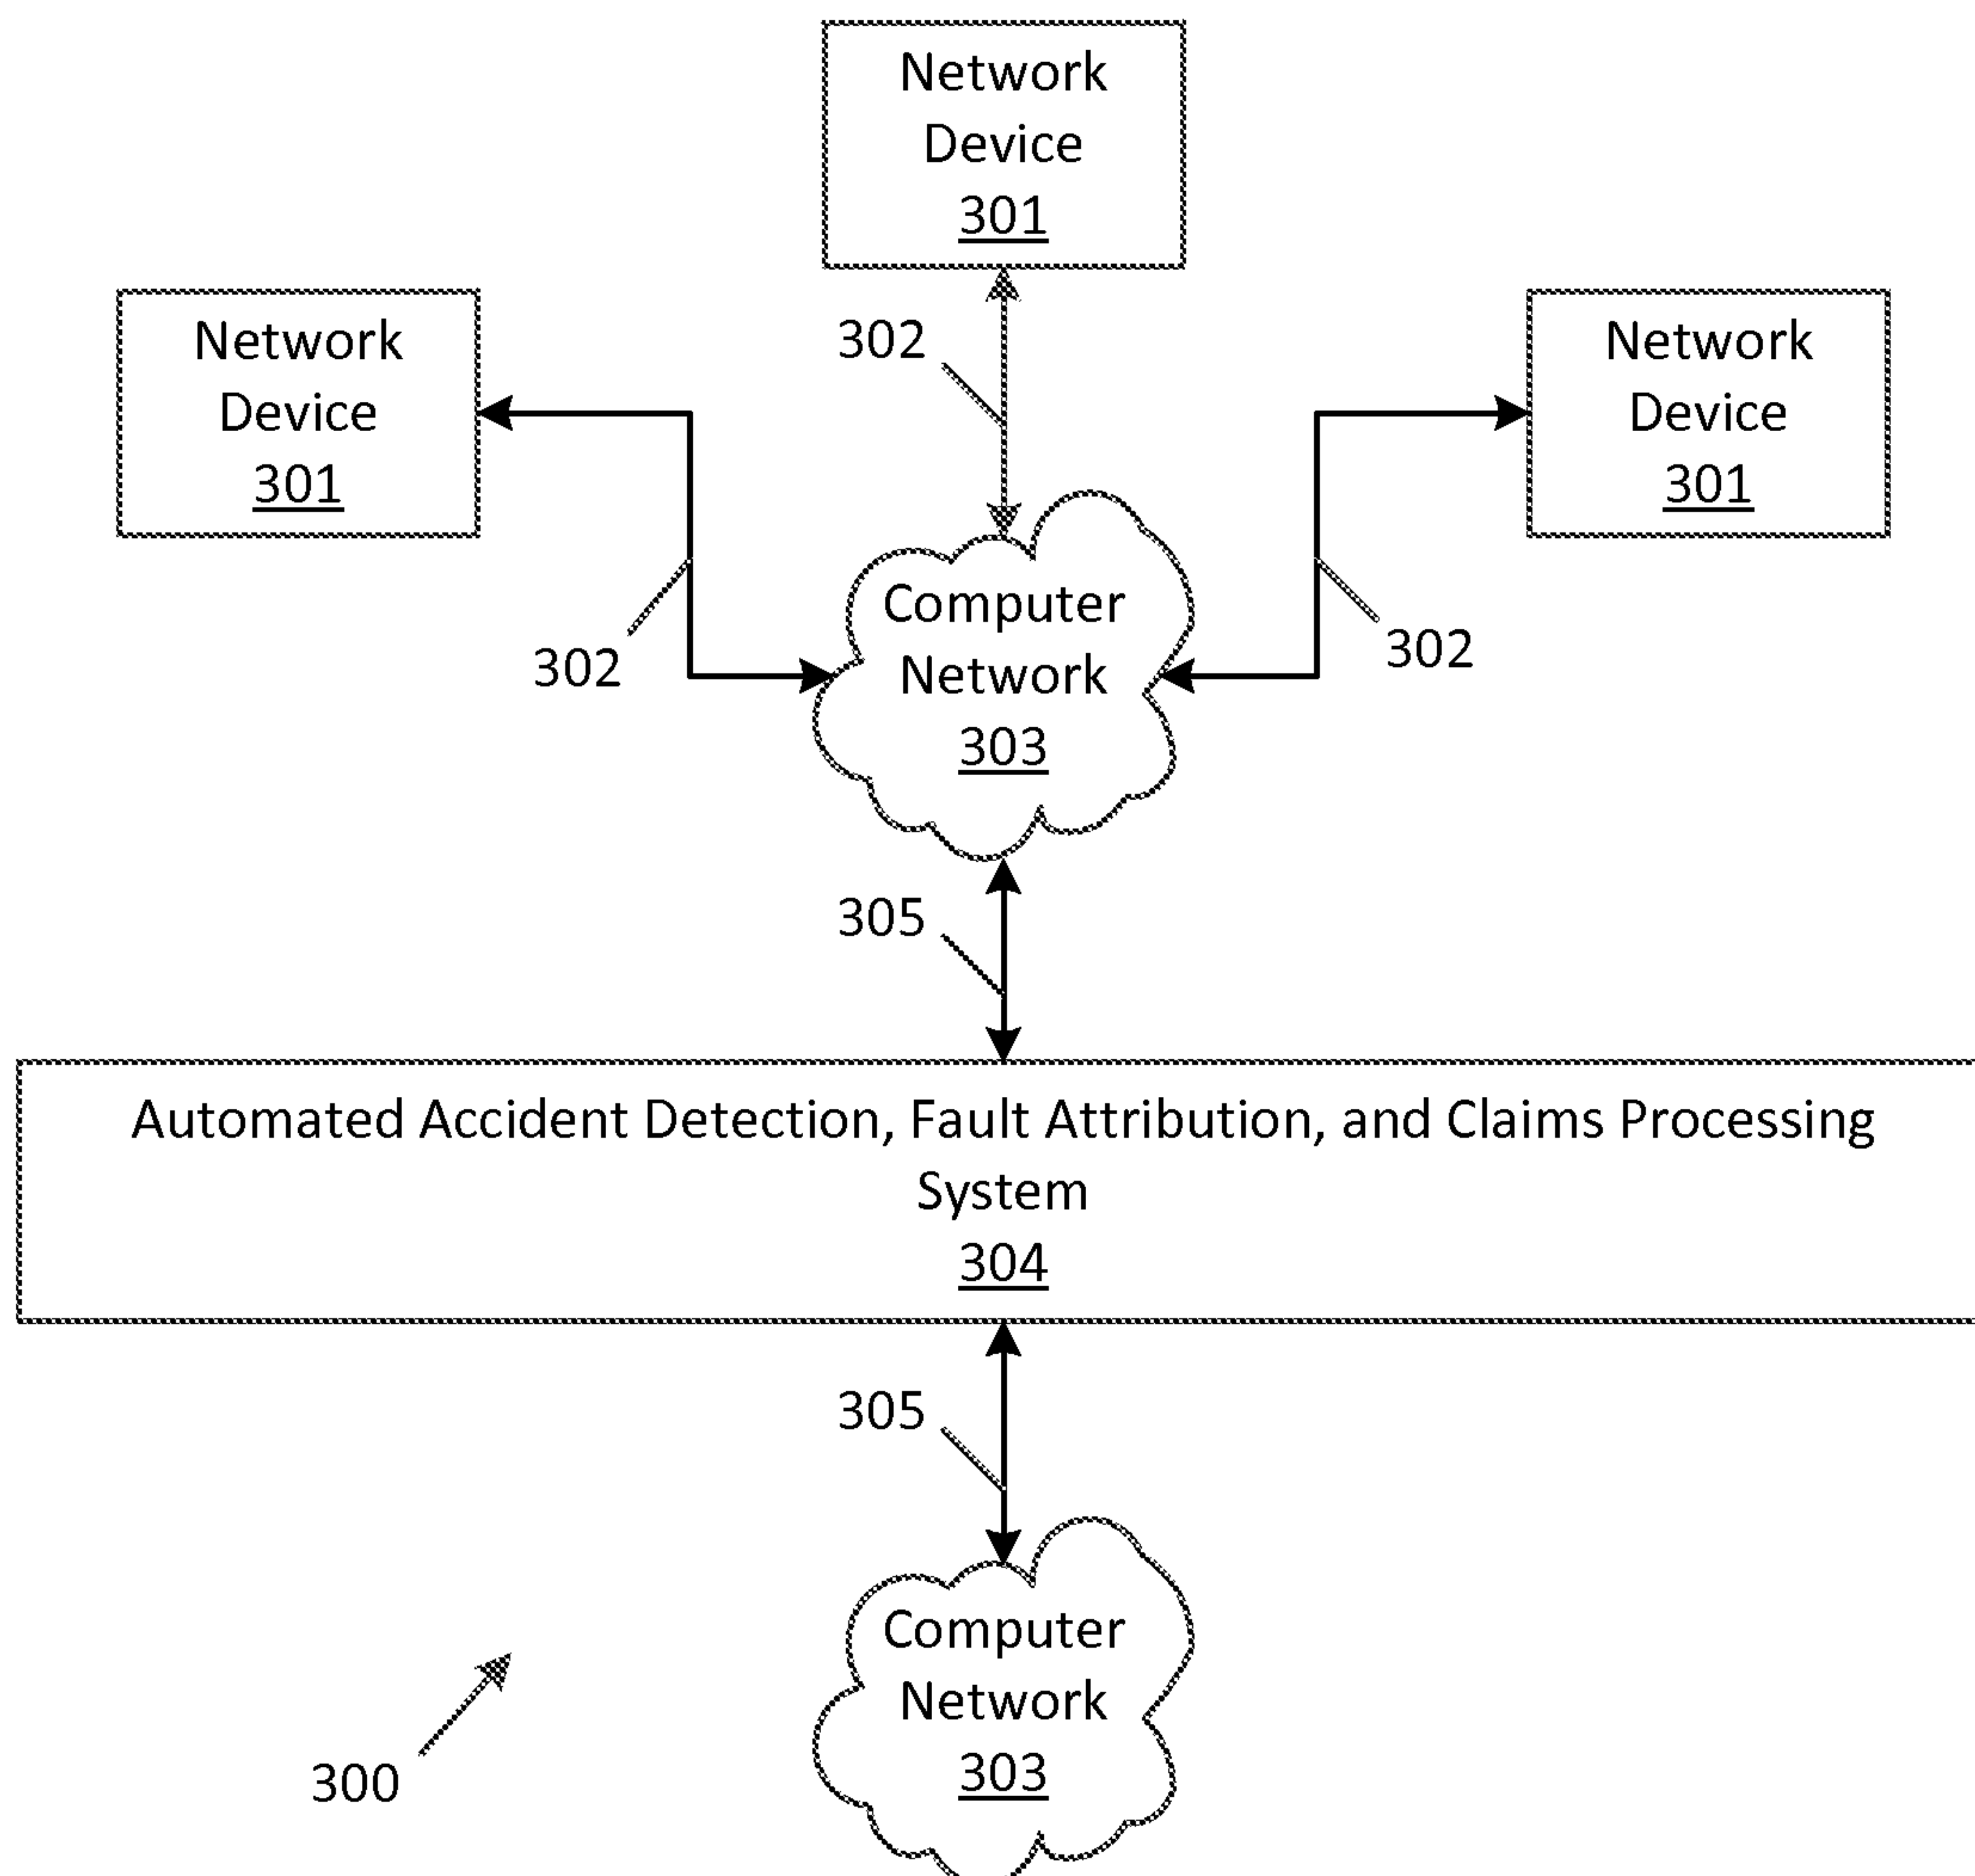 Network
Device
301
Network
Device
301
Network
Device
301
302
302
302
Computer
Network
303
305
Automated Accident Detection, Fault Attribution, and Claims Processing
System
304
305
Computer
Network
303
300